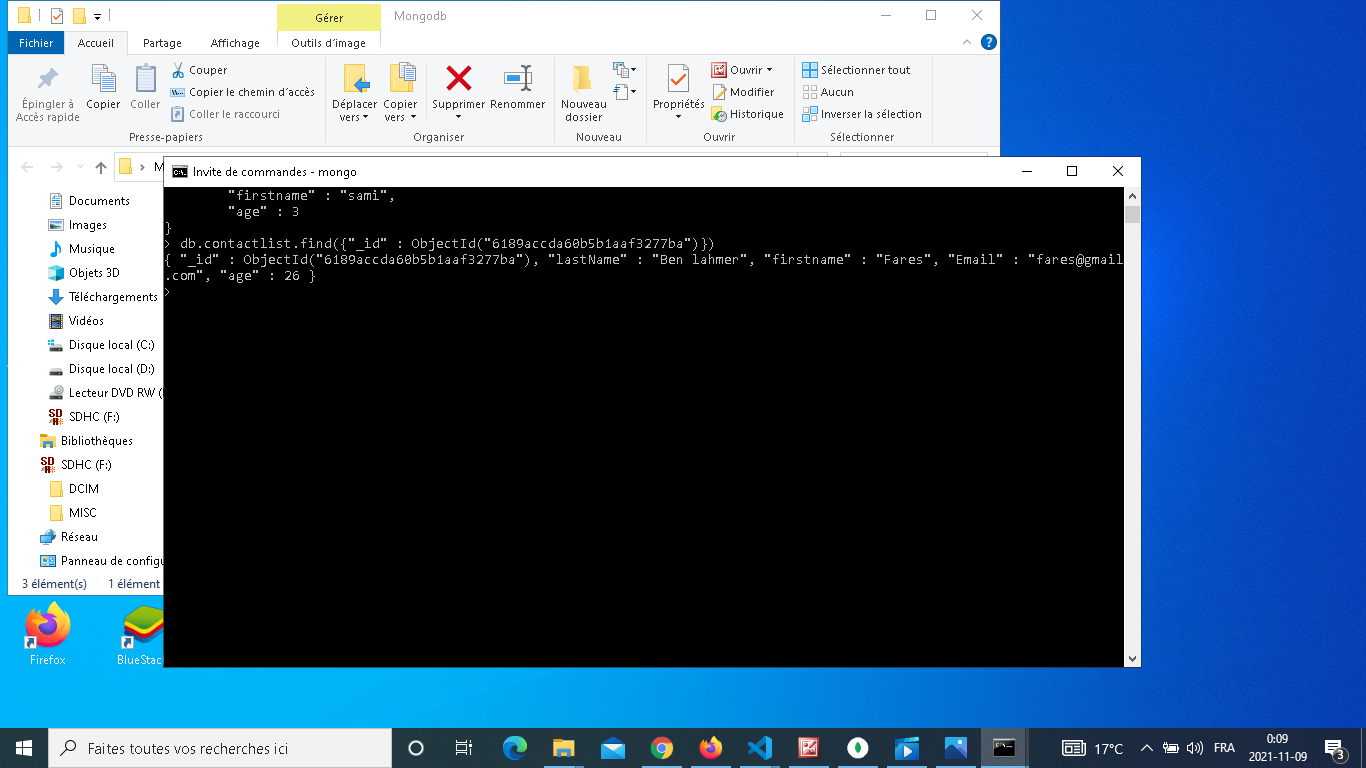 Gérer
Mongodb
Fichier
Accueil
Partage
Affichage
Outils d'image
Épingler à
Accès rapide
Copier
Coller
Couper
Copier le chemin d'accès
Coller le raccourci
Presse-papiers
Déplacer
vers
Copier
vers
Supprimer
Renommer
Organiser
Nouveau
dossier
Nouveau
Propriétés
Ouvrir
Modifier
Historique
Ouvrir
Sélectionner tout
Aucun
Inverser la sélection
Sélectionner
Invite de commandes - mongo
"firstname" : "sami",
"age" : 3
}
> db.contactlist.find({"_id" : ObjectId("6189accda60b5b1aaf3277ba")})
{ "_id" : ObjectId("6189accda60b5b1aaf3277ba"), "lastName" : "Ben lahmer", "firstname" : "Fares", "Email" : "fares@gmail
.com", "age" : 26 }
>
Documents
Images
Musique
Objets 3D
Téléchargements
Vidéos
Disque local (C:)
Disque local (D:)
Lecteur DVD RW (
SDHC (F:)
Bibliothèques
SDHC (F:)
DCIM
MISC
Réseau
Panneau de configu
3 élément(s)
1 élément
Firefox
BlueStac
Faites toutes vos recherches ici
17°C
FRA
0:09
2021-11-09
3